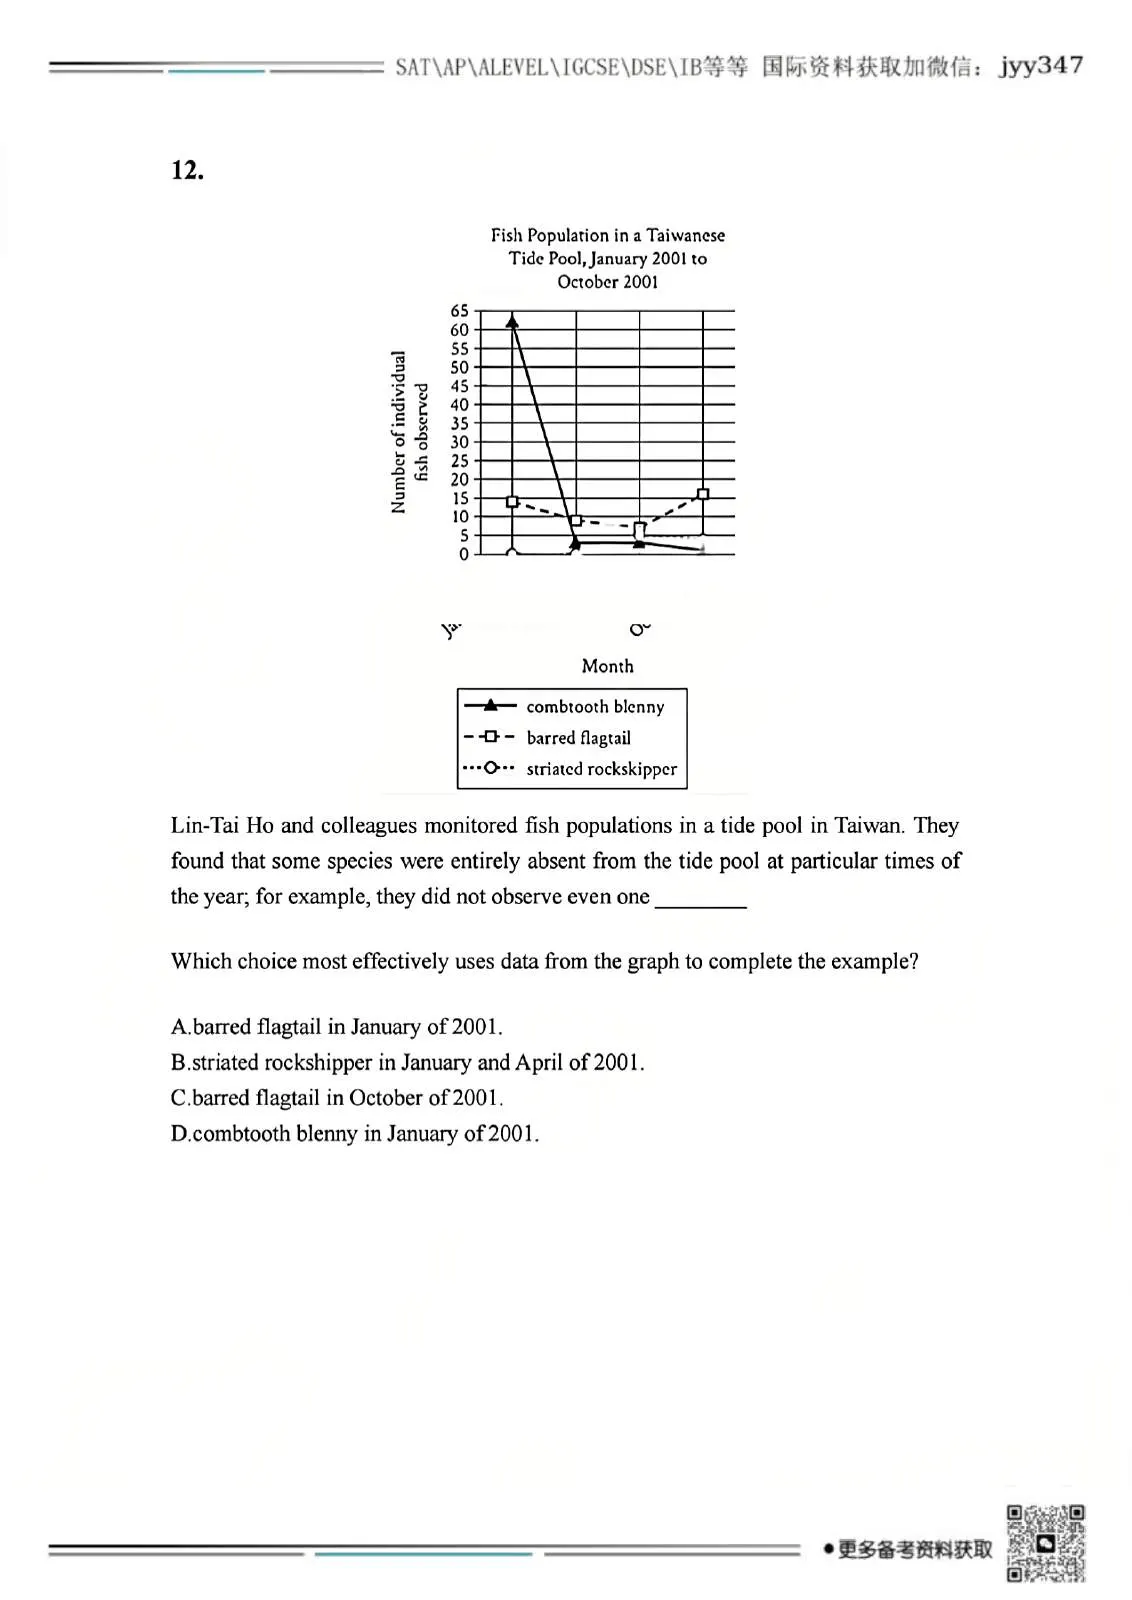 SAT\AP\ALEVEL\IGCSE\DSE\IB等等 国际资料获取加微信：jyy347
12.
Fish Population in a Taiwanese
Tide Pool, January 2001 to
October 2001
65
60
55
50
45
40
35
30
25
20
15
10
5
0
Number of individual
fish observed
Month
combtooth blenny
barred flagtail
striated rockskipper
Lin-Tai Ho and colleagues monitored fish populations in a tide pool in Taiwan. They
found that some species were entirely absent from the tide pool at particular times of
the year; for example, they did not observe even one ________
Which choice most effectively uses data from the graph to complete the example?
A.barred flagtail in January of 2001.
B.striated rockshipper in January and April of 2001.
C.barred flagtail in October of 2001.
D.combtooth blenny in January of 2001.
●更多备考资料获取